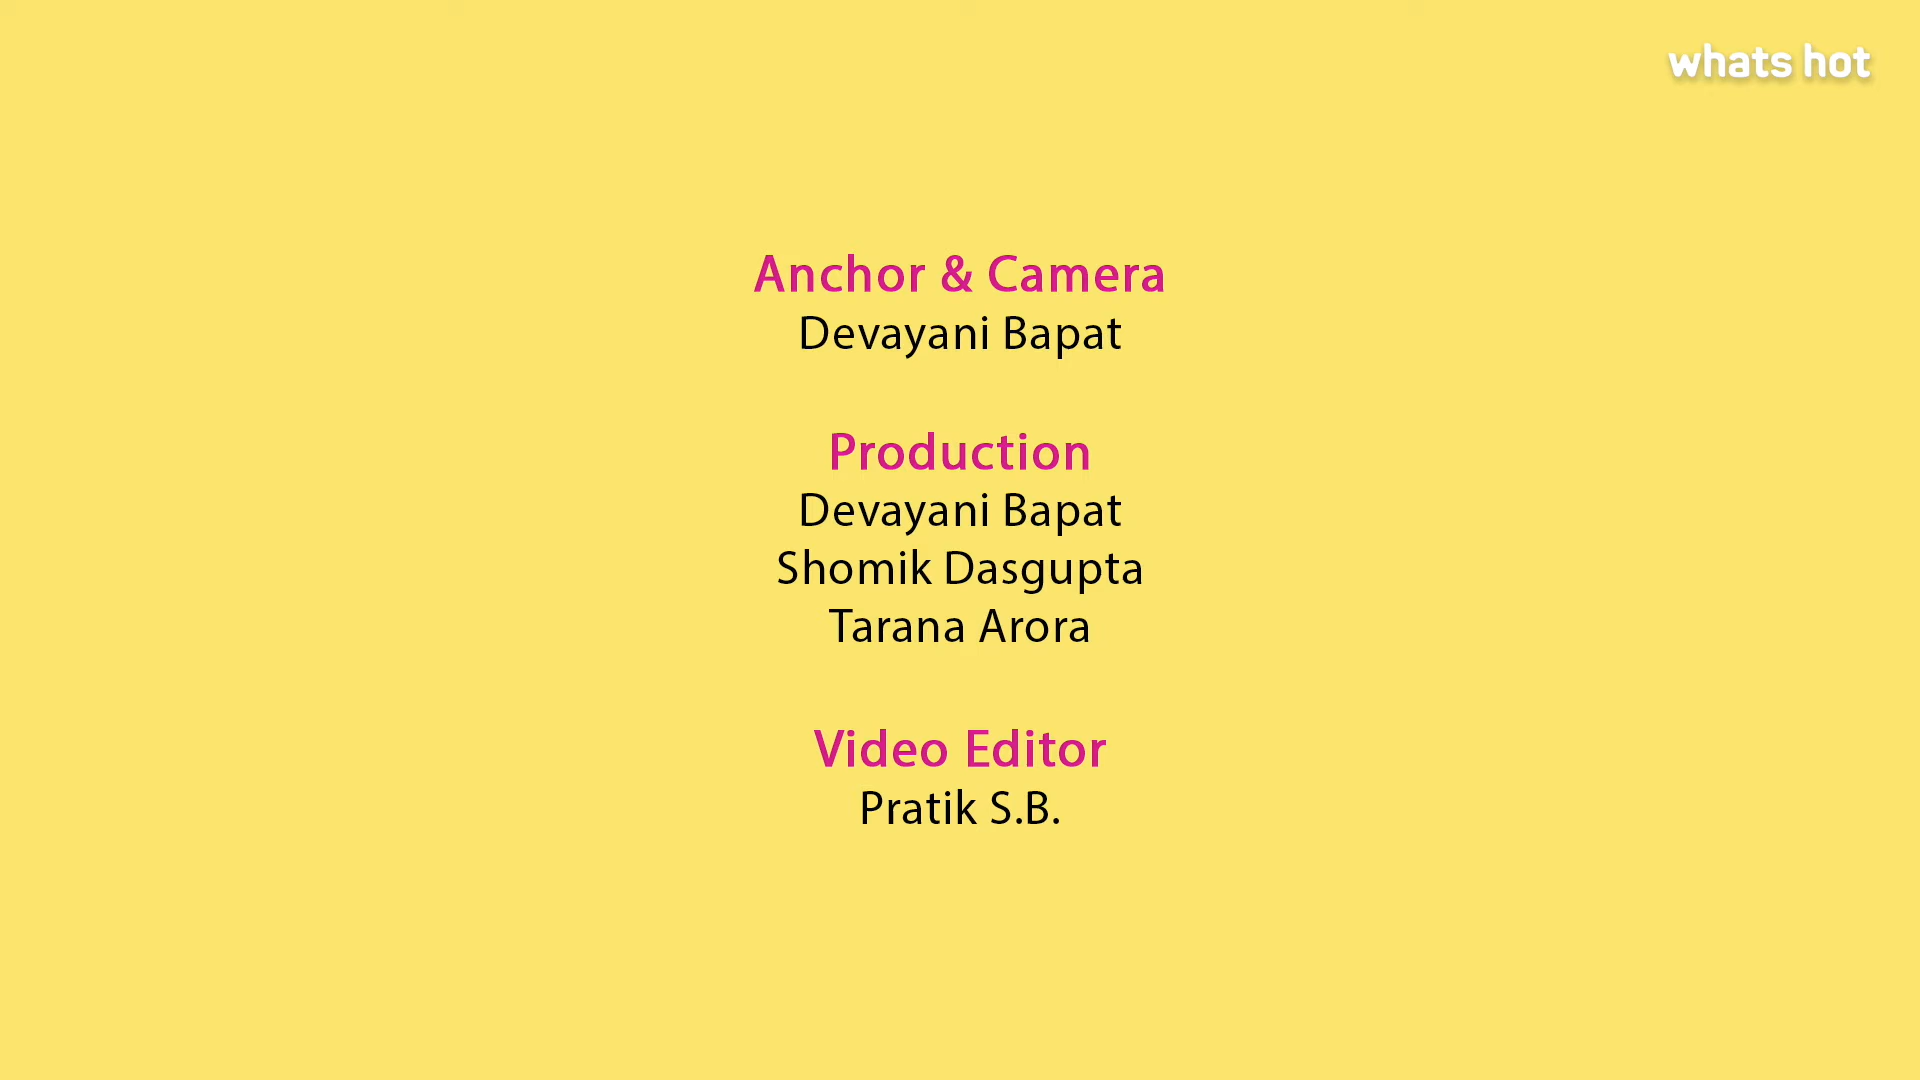 whats hot
Anchor & Camera
Devayani Bapat
Production
Devayani Bapat
Shomik Dasgupta
Tarana Arora
Video Editor
Pratik S.B.